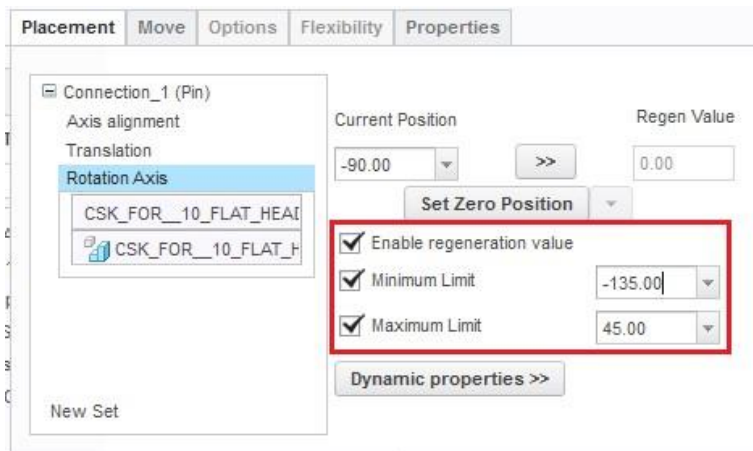 Placement Move Options Flexibility Properties
Connection_1 (Pin)
Axis alignment
Translation
Rotation Axis
CSK_FOR__10_FLAT_HEAD
CSK_FOR__10_FLAT_H
New Set
Current Position
Regen Value
-90.00 >> 0.00
Set Zero Position
Enable regeneration value
Minimum Limit -135.00
Maximum Limit 45.00
Dynamic properties >>